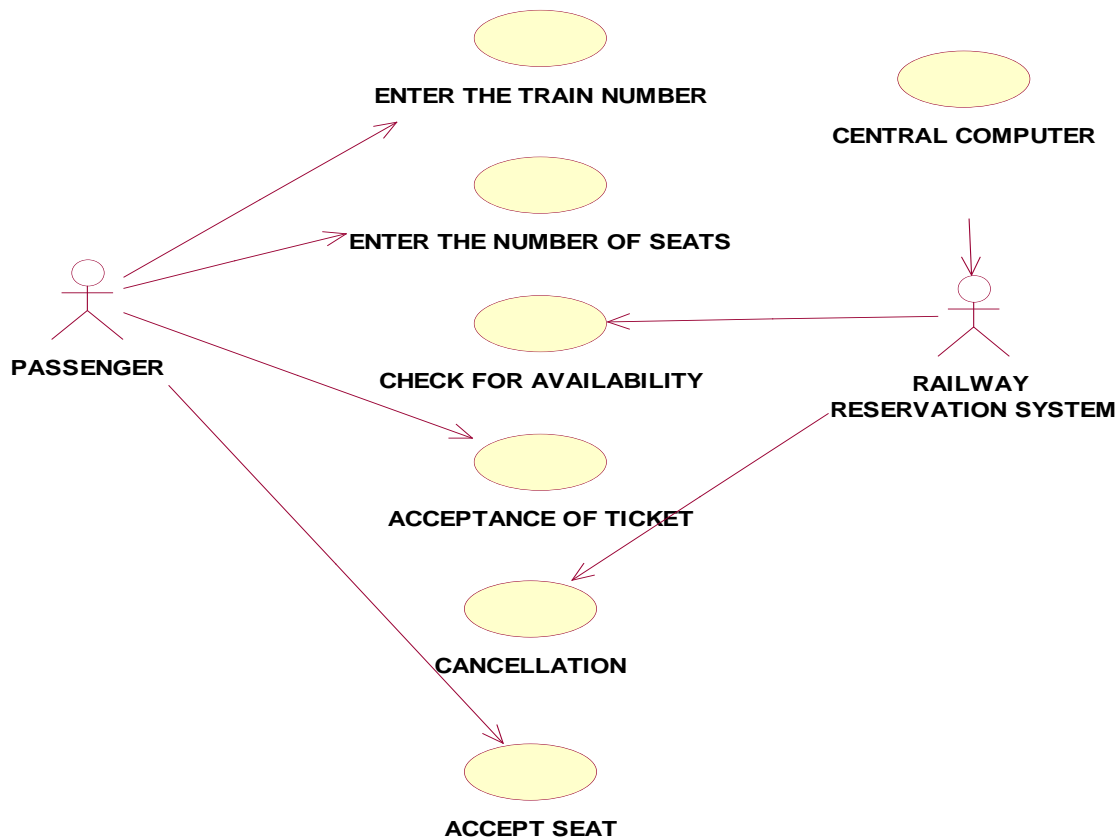 ENTER THE TRAIN NUMBER
CENTRAL COMPUTER
ENTER THE NUMBER OF SEATS
PASSENGER
CHECK FOR AVAILABILITY
RAILWAY
RESERVATION SYSTEM
ACCEPTANCE OF TICKET
CANCELLATION
ACCEPT SEAT